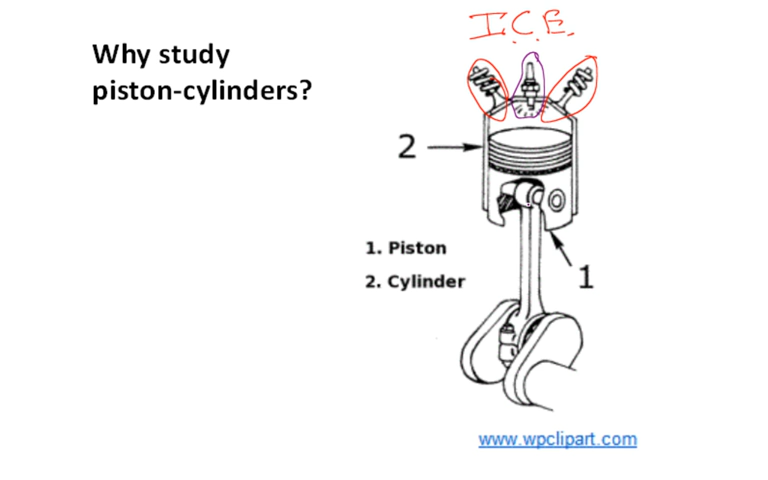 I.C.E.
Why study
piston-cylinders?
2
1. Piston
2. Cylinder
1
www.wpclipart.com